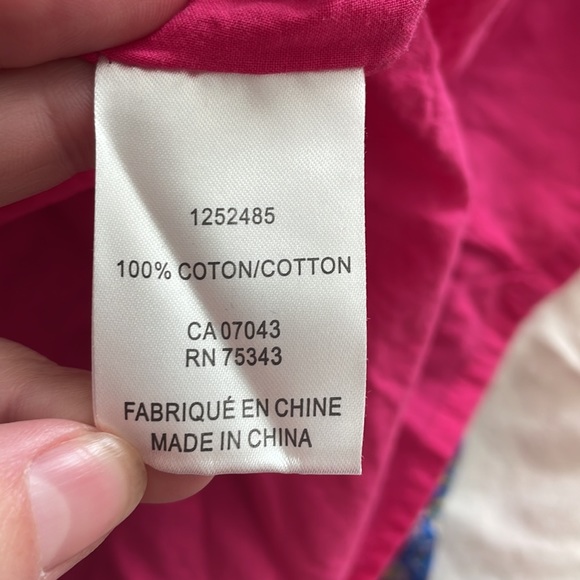 1252485
100% COTON/COTTON
CA 07043
RN 75343
FABRIQUÉ EN CHINE
MADE IN CHINA